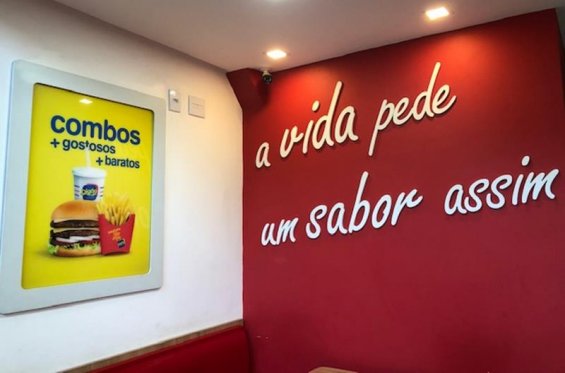 combos
+ gostosos
+ baratos
a vida pede
um sabor assim